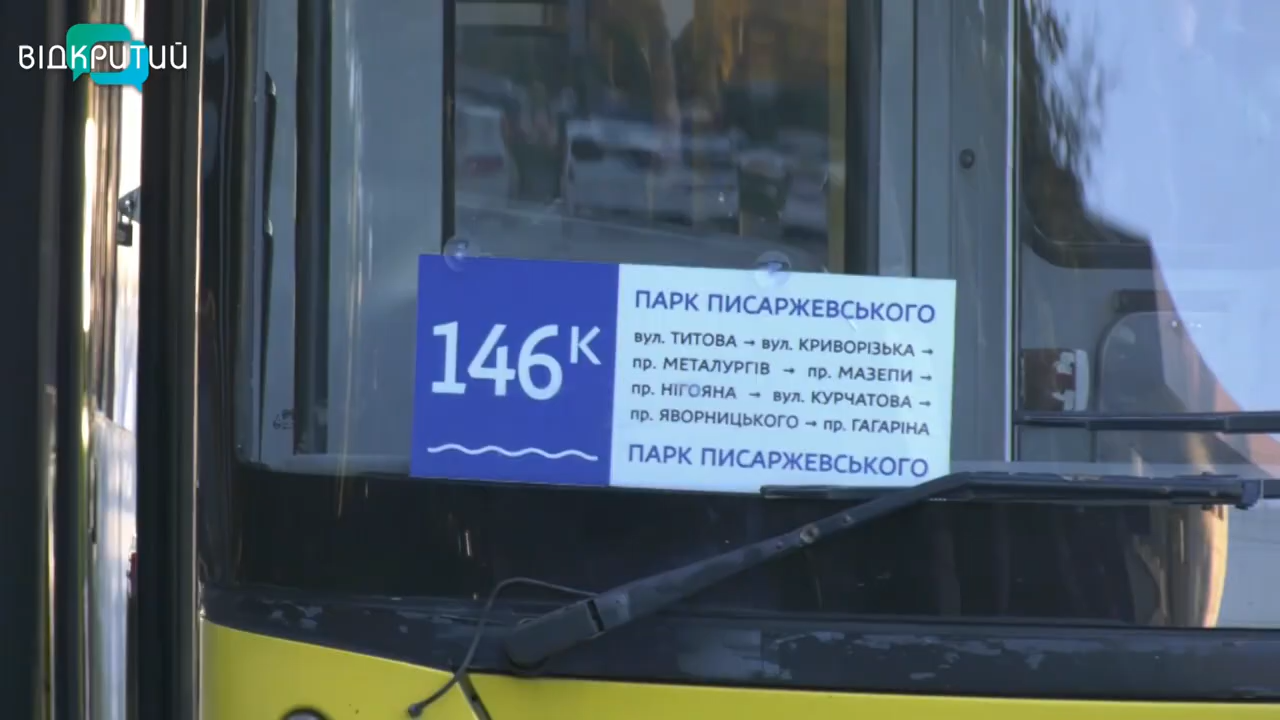 ВІДКРИТИЙ
146К
ПАРК ПИСАРЖЕВСЬКОГО
вул. ТИТОВА → вул. КРИВОРІЗЬКА →
пр. МЕТАЛУРГІВ → пр. МАЗЕПИ →
пр. НІГОЯНА → вул. КУРЧАТОВА →
пр. ЯВОРНИЦЬКОГО → пр. ГАГАРІНА
ПАРК ПИСАРЖЕВСЬКОГО